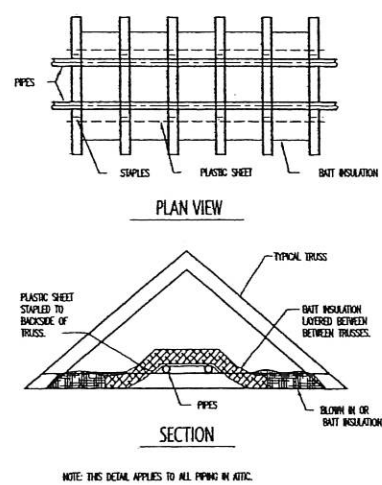 PIPES
STAPLES PLASTIC SHEET BATT INSULATION
PLAN VIEW
TYPICAL TRUSS
PLASTIC SHEET
STAPLED TO
BACKSIDE OF
TRUSS.
BATT INSULATION
LAYERED BETWEEN
BETWEEN TRUSSES.
PIPES
BLOWN IN OR
BATT INSULATION
SECTION
NOTE: THIS DETAIL APPLIES TO ALL PIPING IN ATTIC.